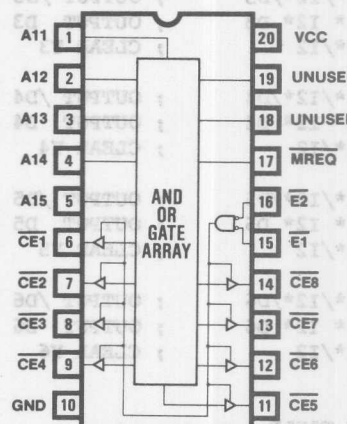 A11 1 20 VCC
A12 2 19 UNUSE
A13 3 18 UNUSE
A14 4 17 MREQ
A15 5 16 E2
AND
OR
GATE
ARRAY
CE1 6 15 E1
CE2 7 14 CE8
CE3 8 13 CE7
CE4 9 12 CE6
GND 10 11 CE5